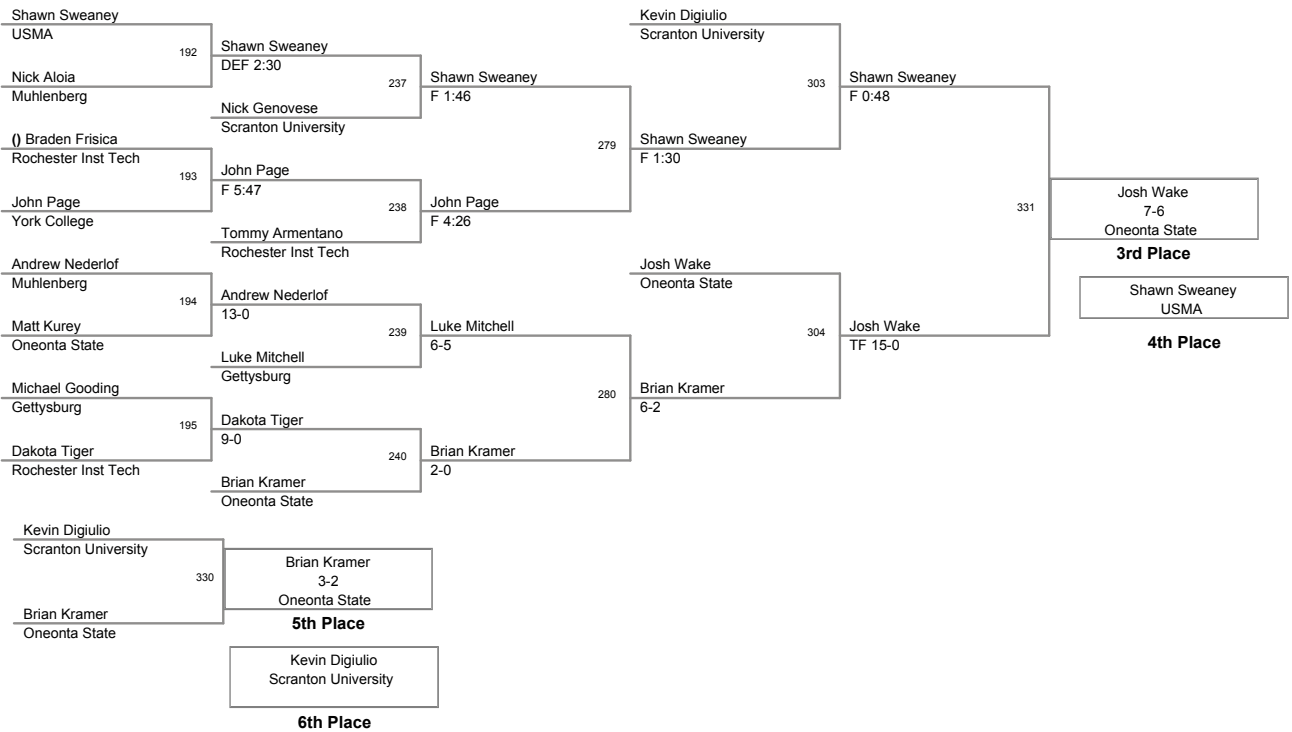 Shawn Sweaney
USMA
192
Nick Aloia
Muhlenberg
() Braden Frisica
Rochester Inst Tech
193
John Page
York College
Andrew Nederlof
Muhlenberg
194
Matt Kurey
Oneonta State
Michael Gooding
Gettysburg
195
Dakota Tiger
Rochester Inst Tech
Shawn Sweaney
DEF 2:30
237
Nick Genovese
Scranton University
John Page
F 5:47
238
Tommy Armentano
Rochester Inst Tech
Andrew Nederlof
13-0
239
Luke Mitchell
Gettysburg
Dakota Tiger
9-0
240
Brian Kramer
Oneonta State
Shawn Sweaney
F 1:46
279
John Page
F 4:26
Luke Mitchell
6-5
280
Brian Kramer
2-0
Kevin Digiulio
Scranton University
303
Shawn Sweaney
F 1:30
Josh Wake
Oneonta State
304
Brian Kramer
6-2
Shawn Sweaney
F 0:48
331
Josh Wake
TF 15-0
Josh Wake
7-6
Oneonta State
3rd Place
Shawn Sweaney
USMA
4th Place
Kevin Digiulio
Scranton University
330
Brian Kramer
Oneonta State
Brian Kramer
3-2
Oneonta State
5th Place
Kevin Digiulio
Scranton University
6th Place